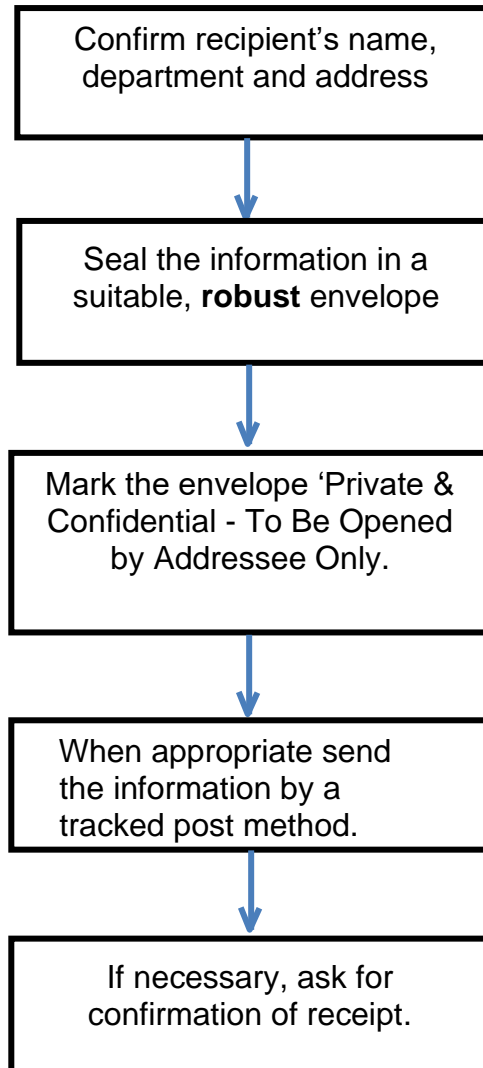 Confirm recipient’s name,
department and address
Seal the information in a
suitable, robust envelope
Mark the envelope ‘Private &
Confidential - To Be Opened
by Addressee Only.
When appropriate send
the information by a
tracked post method.
If necessary, ask for
confirmation of receipt.